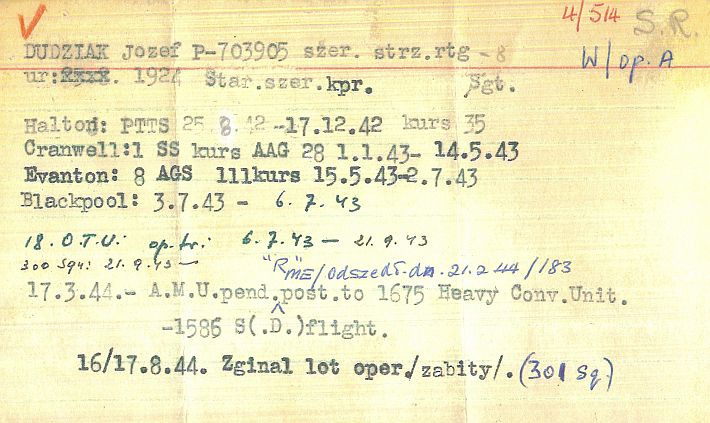 4/514 S.R.
DUDZIAK Jozef P-703905 szer. strz.rtg -8
W/op. A
ur: . 1924 Star.szer.kpr. Sgt.
Halton: PTTS 25 8.42 -17.12.42 kurs 35
Cranwell:1 SS kurs AAG 28 1.1.43- 14.5.43
Evanton: 8 AGS 111kurs 15.5.43-2.7.43
Blackpool: 3.7.43 - 6.7.43
18.O.T.U. op.tr: 6.7.43 - 21.9.43
300 Sqn: 21.9.43- "R" ME/Odszedł.dn.21.2.44/183
17.3.44.- A.M.U.pend.post.to 1675 Heavy Conv.Unit.
-1586 S(.D.)flight.
16/17.8.44. Zginal lot oper./zabity/.(301 Sq)